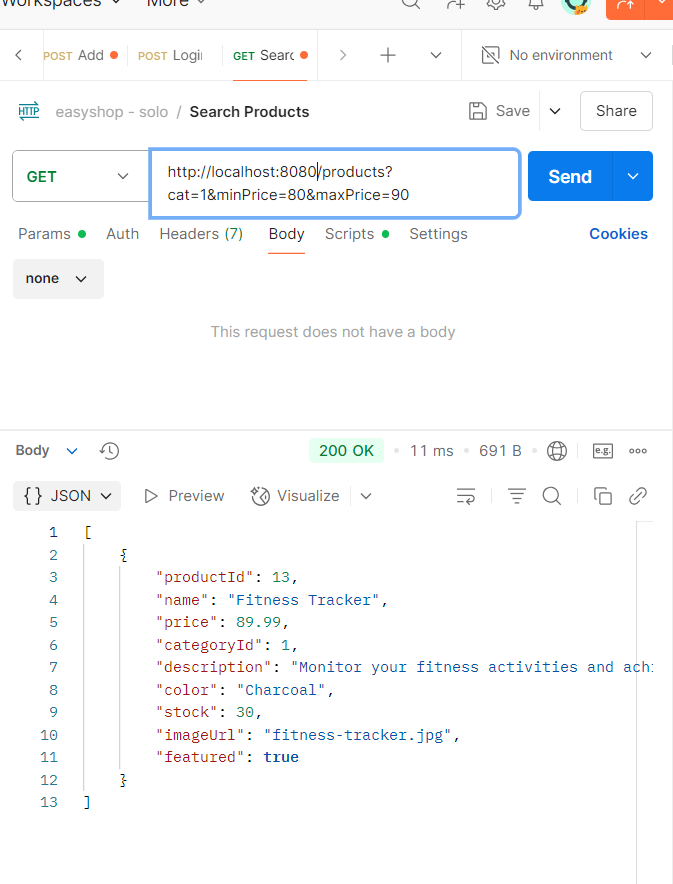 Workspaces More
POST Add POST Logi GET Searc No environment
HTTP easyshop - solo / Search Products Save Share
GET http://localhost:8080/products?
cat=1&minPrice=80&maxPrice=90 Send
Params Auth Headers (7) Body Scripts Settings Cookies
none
This request does not have a body
Body 200 OK 11 ms 691 B e.g.
{} JSON Preview Visualize
1 [
2 {
3 "productId": 13,
4 "name": "Fitness Tracker",
5 "price": 89.99,
6 "categoryId": 1,
7 "description": "Monitor your fitness activities and achi
8 "color": "Charcoal",
9 "stock": 30,
10 "imageUrl": "fitness-tracker.jpg",
11 "featured": true
12 }
13 ]